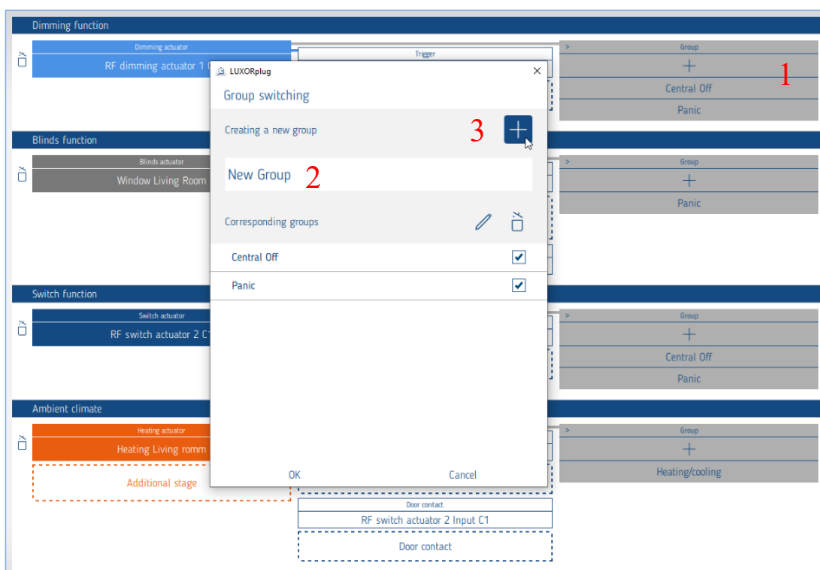 Dimming function
Dimming actuator
RF dimming actuator 1
Trigger
> Group
+
1
Central Off
Panic
LUXORplug
Group switching
Creating a new group
3 +
New Group 2
Corresponding groups
Central Off
Panic
OK Cancel
Blinds function
Blinds actuator
Window Living Room
> Group
+
Panic
Switch function
Switch actuator
RF switch actuator 2 C
> Group
+
Central Off
Panic
Ambient climate
Heating actuator
Heating Living romm
Additional stage
> Group
+
Heating/cooling
Door contact
RF switch actuator 2 Input C1
Door contact